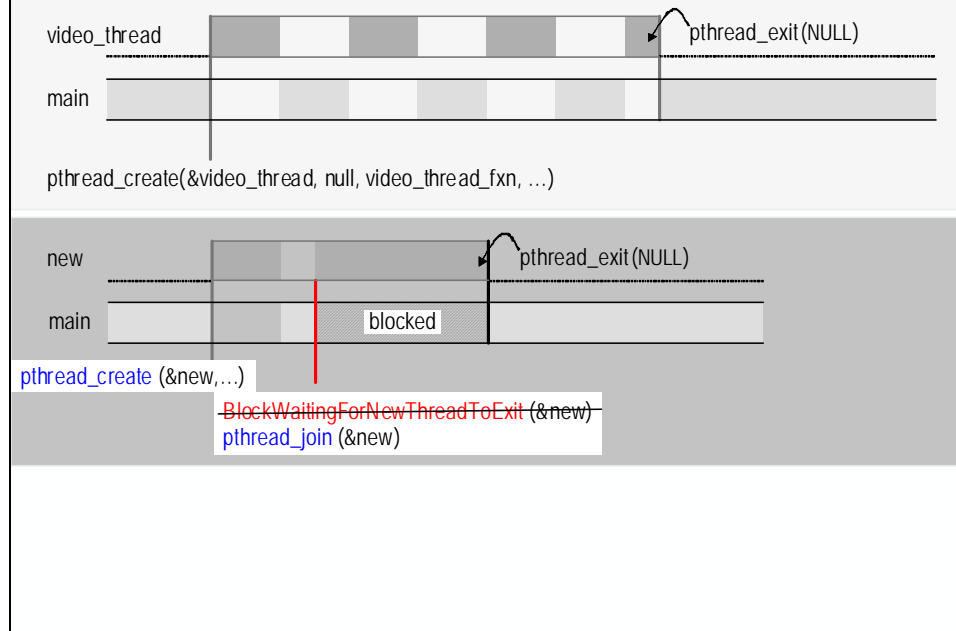 video_thread
pthread_exit(NULL)
main
pthread_create(&video_thread, null, video_thread_fxn, …)
new
pthread_exit(NULL)
main
blocked
pthread_create (&new,…)
BlockWaitingForNewThreadToExit (&new)
pthread_join (&new)